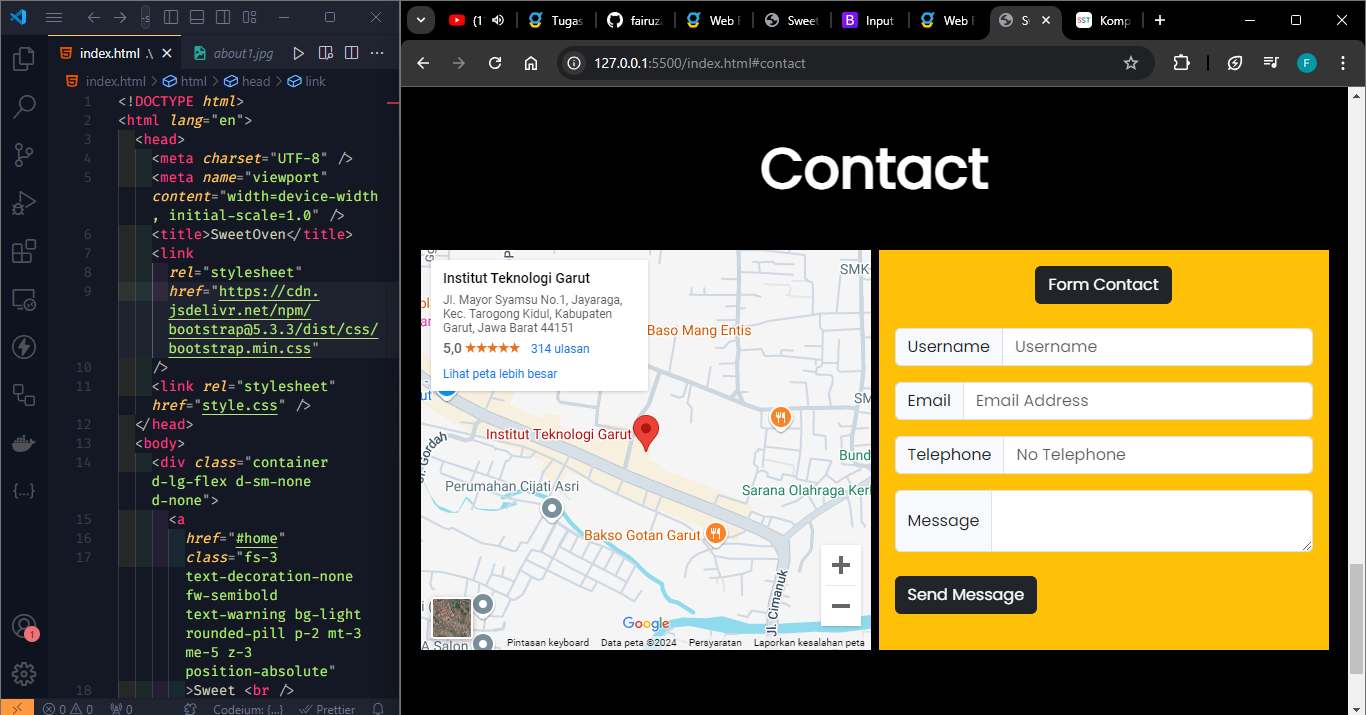 index.html .\
about1.jpg
index.html > html > head > link
1 <!DOCTYPE html>
2 <html lang="en">
3 <head>
4 <meta charset="UTF-8" />
5 <meta name="viewport"
content="width=device-width
, initial-scale=1.0" />
6 <title>SweetOven</title>
7 <link
8 rel="stylesheet"
9 href="https://cdn.
jsdelivr.net/npm/
bootstrap@5.3.3/dist/css/
bootstrap.min.css"
10 />
11 <link rel="stylesheet"
href="style.css" />
12 </head>
13 <body>
14 <div class="container
d-lg-flex d-sm-none
d-none">
15 <a
16 href="#home"
17 class="fs-3
text-decoration-none
fw-semibold
text-warning bg-light
rounded-pill p-2 mt-3
me-5 z-3
position-absolute"
18 >Sweet <br />
1
0 0 0 Codeium: {...} Prettier
(1 Tugas fairuz Web Sweet Input Web S Komp
127.0.0.1:5500/index.html#contact
F
Contact
Institut Teknologi Garut
Jl. Mayor Syamsu No.1, Jayaraga,
Kec. Tarogong Kidul, Kabupaten
Garut, Jawa Barat 44151
5,0 ★★★★★ 314 ulasan
Lihat peta lebih besar
SMK
Baso Mang Entis
SM
Institut Teknologi Garut
Jl. Gordah
Bund
Perumahan Cijati Asri
Sarana Olahraga Kerk
Bakso Gotan Garut
Jl. Cimanuk
A Salon
Google
Pintasan keyboard Data peta ©2024 Persyaratan Laporkan kesalahan peta
Form Contact
Username Username
Email Email Address
Telephone No Telephone
Message
Send Message